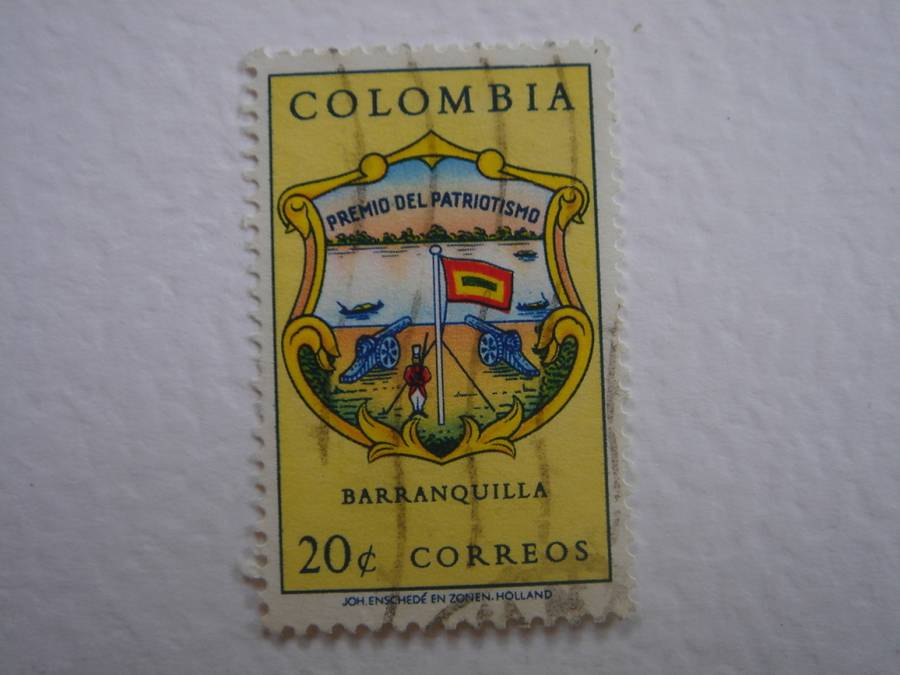 COLOMBIA
PREMIO DEL PATRIOTISMO
BARRANQUILLA
20¢ CORREOS
JOH. ENSCHEDÉ EN ZONEN. HOLLAND